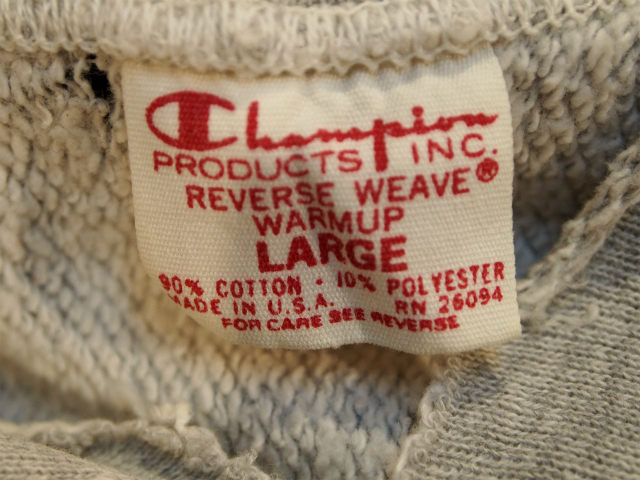 Champion
PRODUCTS INC.
REVERSE WEAVE®
WARMUP
LARGE
90% COTTON - 10% POLYESTER
MADE IN U.S.A. RN 26094
FOR CARE SEE REVERSE